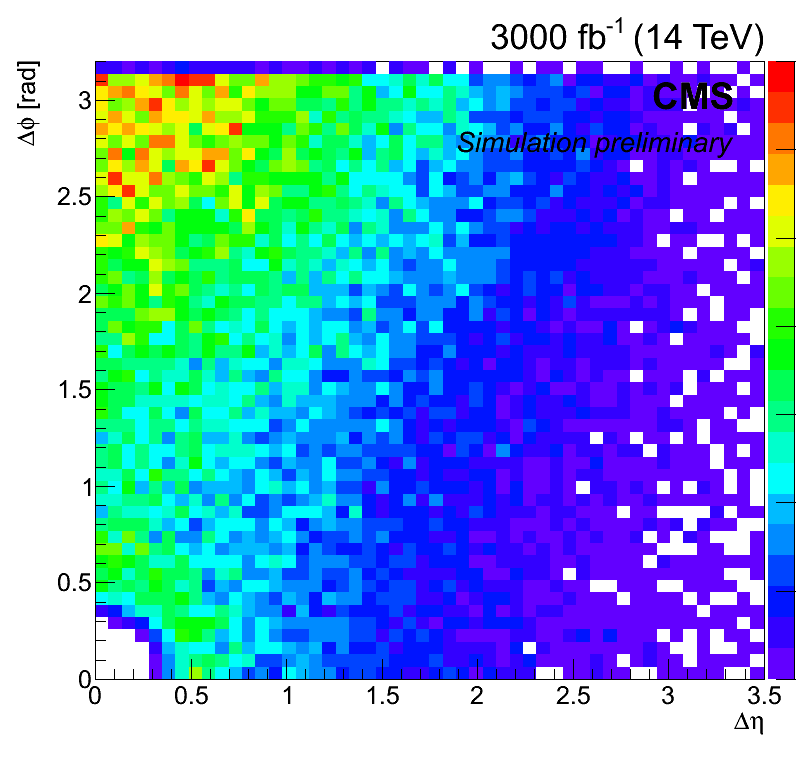 3000 fb-1 (14 TeV)
CMS
Simulation preliminary
Δϕ [rad]
3
2.5
2
1.5
1
0.5
0
0 0.5 1 1.5 2 2.5 3 3.5
Δη